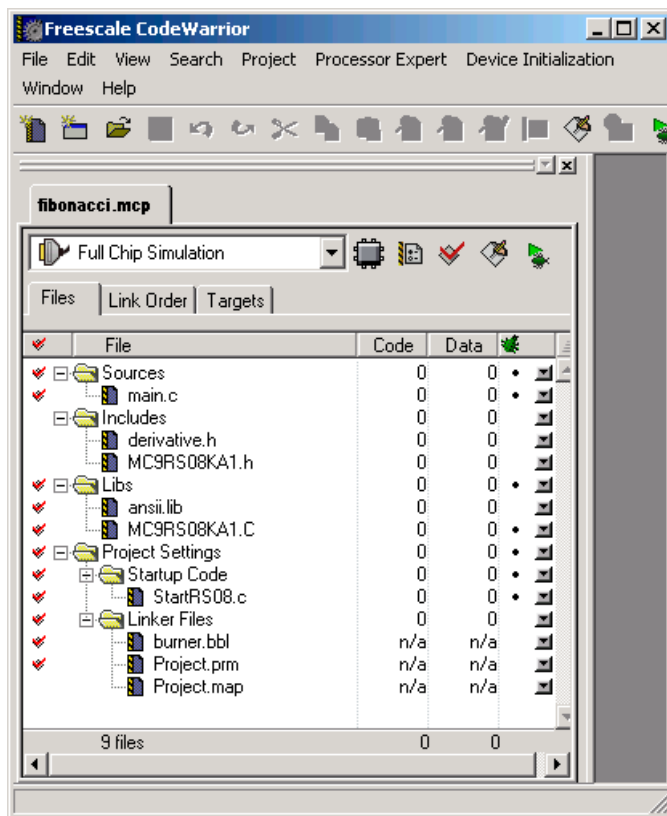 Freescale CodeWarrior
File Edit View Search Project Processor Expert Device Initialization
Window Help
fibonacci.mcp
Full Chip Simulation
Files Link Order Targets
File Code Data
Sources 0 0
main.c 0 0
Includes 0 0
derivative.h 0 0
MC9RS08KA1.h 0 0
Libs 0 0
ansii.lib 0 0
MC9RS08KA1.C 0 0
Project Settings 0 0
Startup Code 0 0
StartRS08.c 0 0
Linker Files 0 0
burner.bbl n/a n/a
Project.prm n/a n/a
Project.map n/a n/a
9 files 0 0